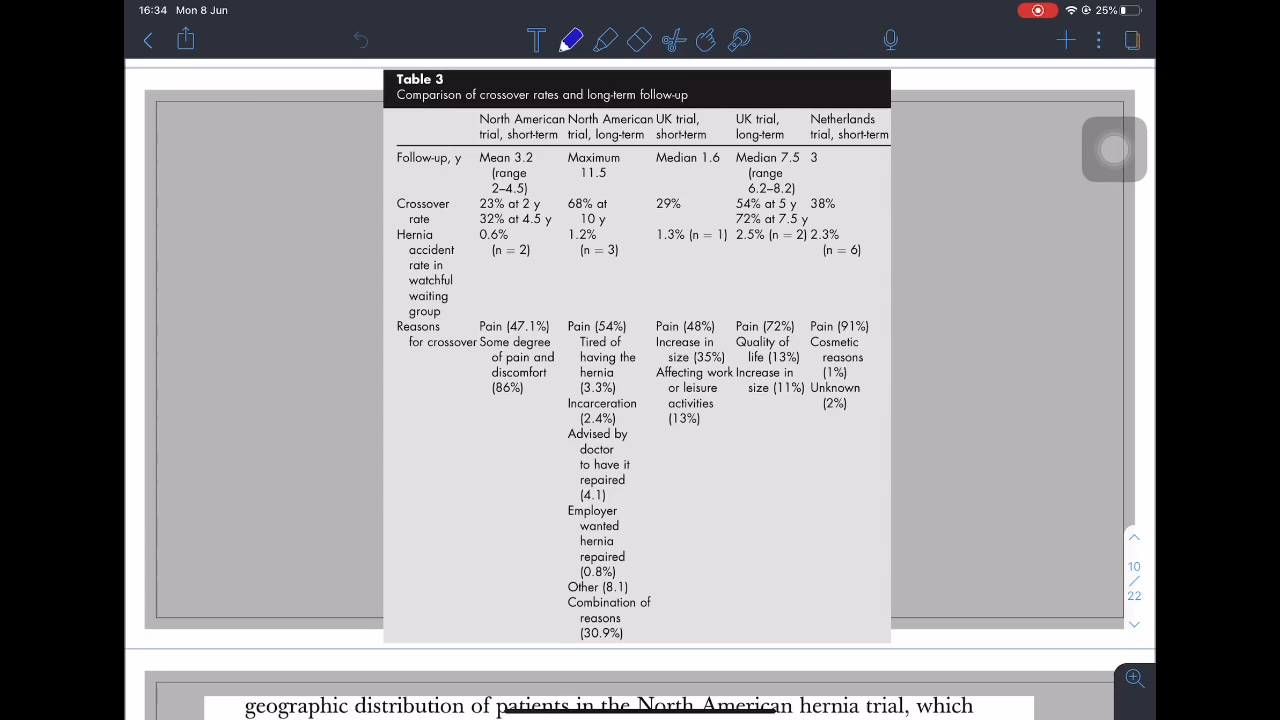 16:34 Mon 8 Jun
25%
T
Table 3
Comparison of crossover rates and long-term follow-up
North American North American UK trial, UK trial, Netherlands
trial, short-term trial, long-term short-term long-term trial, short-term
Follow-up, y Mean 3.2 Maximum Median 1.6 Median 7.5 3
(range 11.5 (range
2–4.5) 6.2–8.2)
Crossover 23% at 2 y 68% at 29% 54% at 5 y 38%
rate 32% at 4.5 y 10 y 72% at 7.5 y
Hernia 0.6% 1.2% 1.3% (n = 1) 2.5% (n = 2) 2.3%
accident (n = 2) (n = 3) (n = 6)
rate in
watchful
waiting
group
Reasons Pain (47.1%) Pain (54%) Pain (48%) Pain (72%) Pain (91%)
for crossover Some degree Tired of Increase in Quality of Cosmetic
of pain and having the size (35%) life (13%) reasons
discomfort hernia Affecting work Increase in (1%)
(86%) (3.3%) or leisure size (11%) Unknown
Incarceration activities (2%)
(2.4%) (13%)
Advised by
doctor
to have it
repaired
(4.1)
Employer
wanted
hernia
repaired
(0.8%)
Other (8.1)
Combination of
reasons
(30.9%)
10
/
22
geographic distribution of patients in the North American hernia trial, which